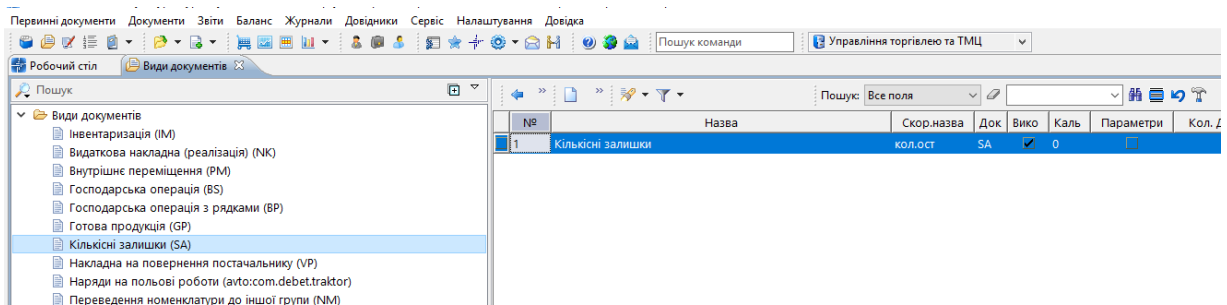 Первинні документи Документи Звіти Баланс Журнали Довідники Сервіс Налаштування Довідка
Пошук команди Управління торгівлею та ТМЦ
Робочий стіл Види документів
Пошук
Пошук: Все поля
Види документів
Інвентаризація (IM)
Видаткова накладна (реалізація) (NK)
Внутрішнє переміщення (PM)
Господарська операція (BS)
Господарська операція з рядками (BP)
Готова продукція (GP)
Кількісні залишки (SA)
Накладна на повернення постачальнику (VP)
Наряди на польові роботи (avto:com.debet.traktor)
Переведення номенклатури до іншої групи (NM)
№ Назва Скор.назва Док Вико Каль Параметри Кол.
1 Кількісні залишки кол.ост SA 0